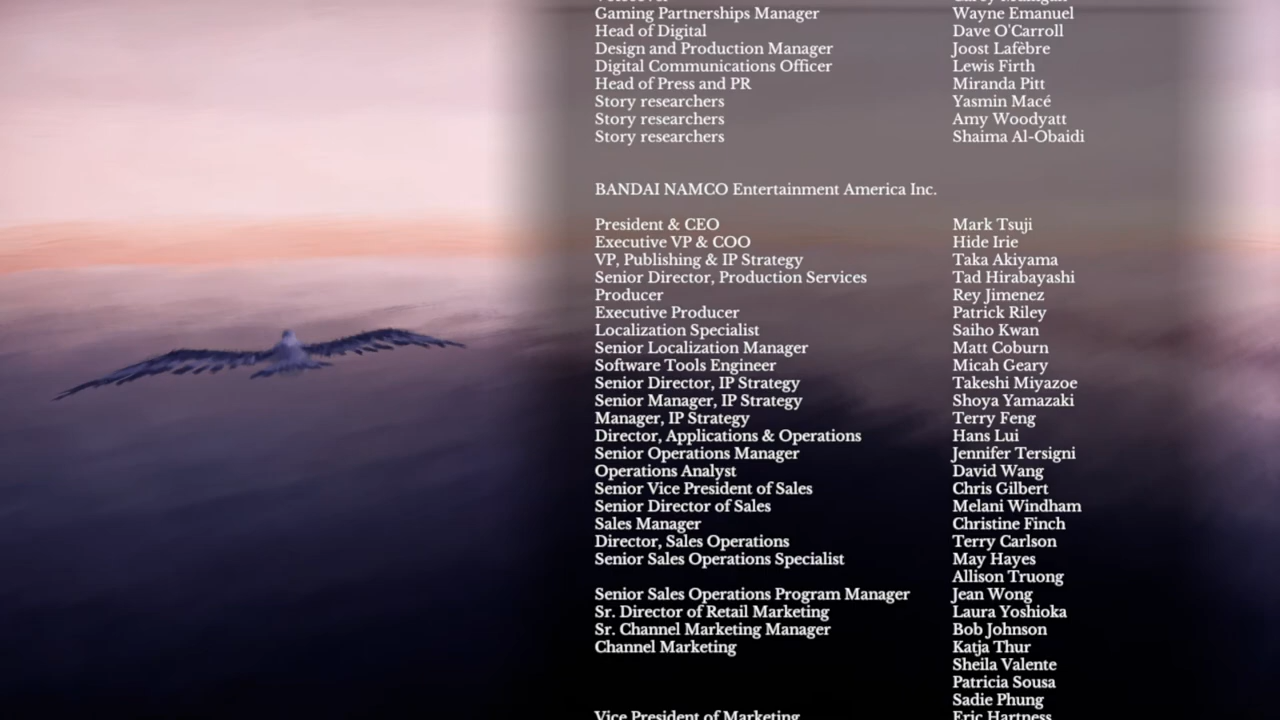 Gaming Partnerships Manager Wayne Emanuel
Head of Digital Dave O'Carroll
Design and Production Manager Joost Lafèbre
Digital Communications Officer Lewis Firth
Head of Press and PR Miranda Pitt
Story researchers Yasmin Macé
Story researchers Amy Woodyatt
Story researchers Shaima Al-Obaidi
BANDAI NAMCO Entertainment America Inc.
President & CEO Mark Tsuji
Executive VP & COO Hide Irie
VP, Publishing & IP Strategy Taka Akiyama
Senior Director, Production Services Tad Hirabayashi
Producer Rey Jimenez
Executive Producer Patrick Riley
Localization Specialist Saiho Kwan
Senior Localization Manager Matt Coburn
Software Tools Engineer Micah Geary
Senior Director, IP Strategy Takeshi Miyazoe
Senior Manager, IP Strategy Shoya Yamazaki
Manager, IP Strategy Terry Feng
Director, Applications & Operations Hans Lui
Senior Operations Manager Jennifer Tersigni
Operations Analyst David Wang
Senior Vice President of Sales Chris Gilbert
Senior Director of Sales Melani Windham
Sales Manager Christine Finch
Director, Sales Operations Terry Carlson
Senior Sales Operations Specialist May Hayes
Allison Truong
Senior Sales Operations Program Manager Jean Wong
Sr. Director of Retail Marketing Laura Yoshioka
Sr. Channel Marketing Manager Bob Johnson
Channel Marketing Katja Thur
Sheila Valente
Patricia Sousa
Sadie Phung
Vice President of Marketing Eric Hartness